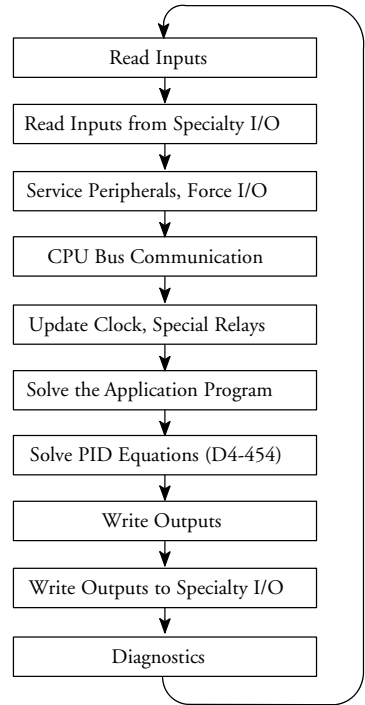 Read Inputs
Read Inputs from Specialty I/O
Service Peripherals, Force I/O
CPU Bus Communication
Update Clock, Special Relays
Solve the Application Program
Solve PID Equations (D4-454)
Write Outputs
Write Outputs to Specialty I/O
Diagnostics